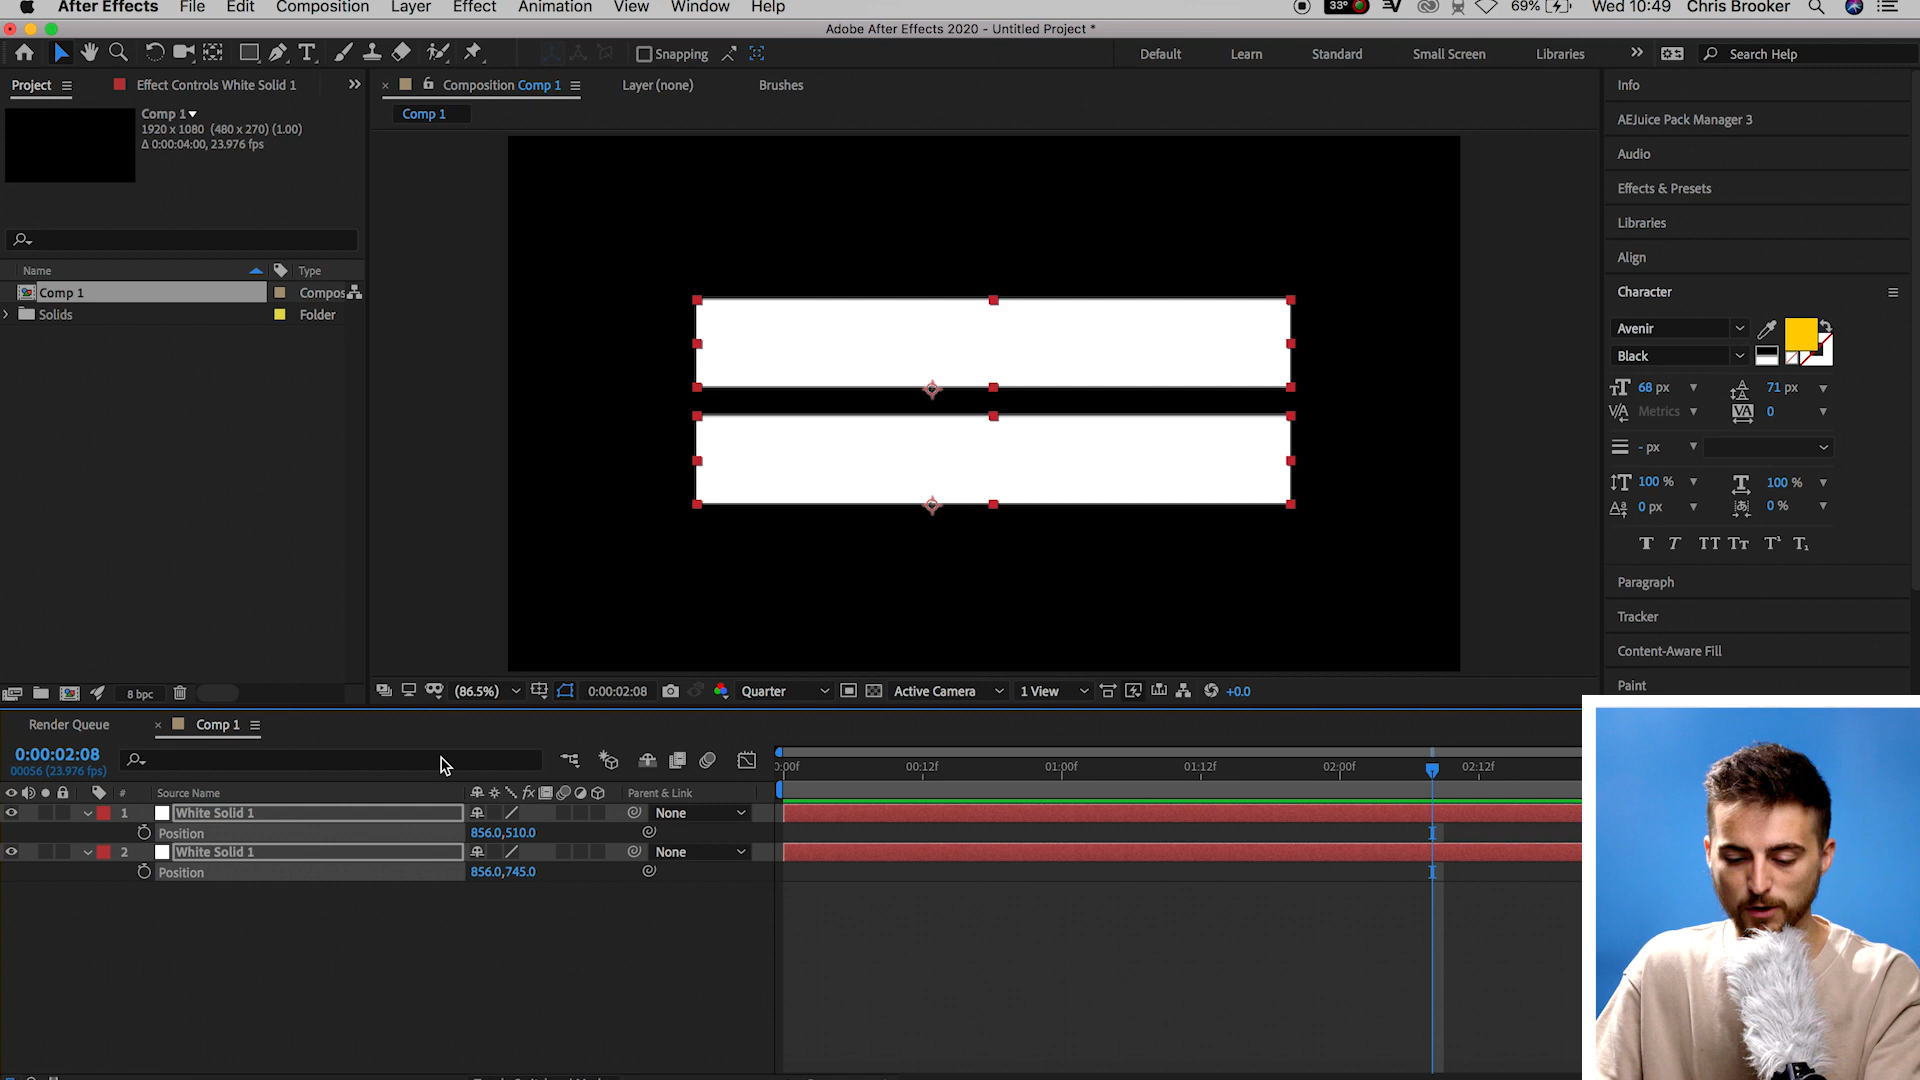 After Effects File Edit Composition Layer Effect Animation View Window Help 33° 69% Wed 10:49 Chris Brooker
Adobe After Effects 2020 - Untitled Project *
Snapping Default Learn Standard Small Screen Libraries Search Help
Project Effect Controls White Solid 1
Composition Comp 1 Layer (none) Brushes
Comp 1
Comp 1
1920 x 1080 (480 x 270) (1.00)
Δ 0:00:04:00, 23.976 fps
Name Type
Comp 1 Compos
Solids Folder
Info
AEJuice Pack Manager 3
Audio
Effects & Presets
Libraries
Align
Character
Avenir
Black
68 px 71 px
Metrics 0
- px
100 % 100 %
0 px 0 %
Paragraph
Tracker
Content-Aware Fill
Paint
8 bpc
(86.5%) 0:00:02:08 Quarter Active Camera 1 View +0.0
Render Queue Comp 1
0:00:02:08
00056 (23.976 fps)
0:00f 00:12f 01:00f 01:12f 02:00f 02:12f
# Source Name Parent & Link
1 White Solid 1 None
Position 856.0,510.0
2 White Solid 1 None
Position 856.0,745.0